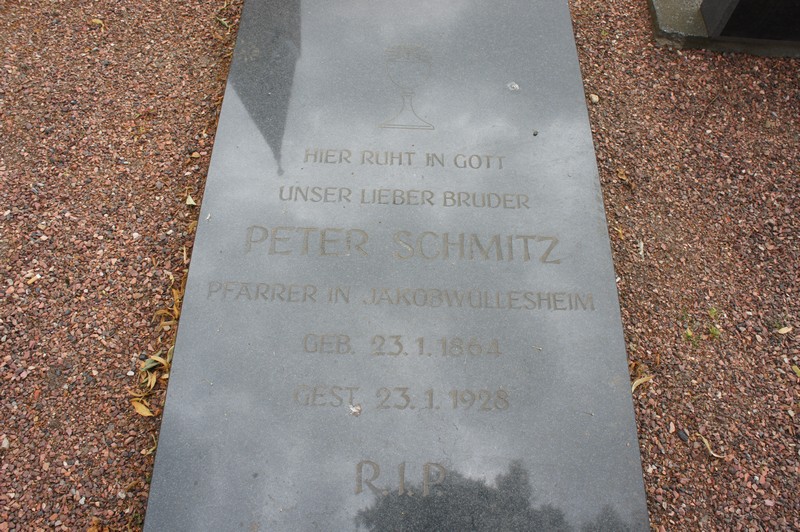 HIER RUHT IN GOTT
UNSER LIEBER BRUDER
PETER SCHMITZ
PFARRER IN JAKOBWÜLLESHEIM
GEB. 23.1.1864
GEST. 23.1.1928
R.I.P.